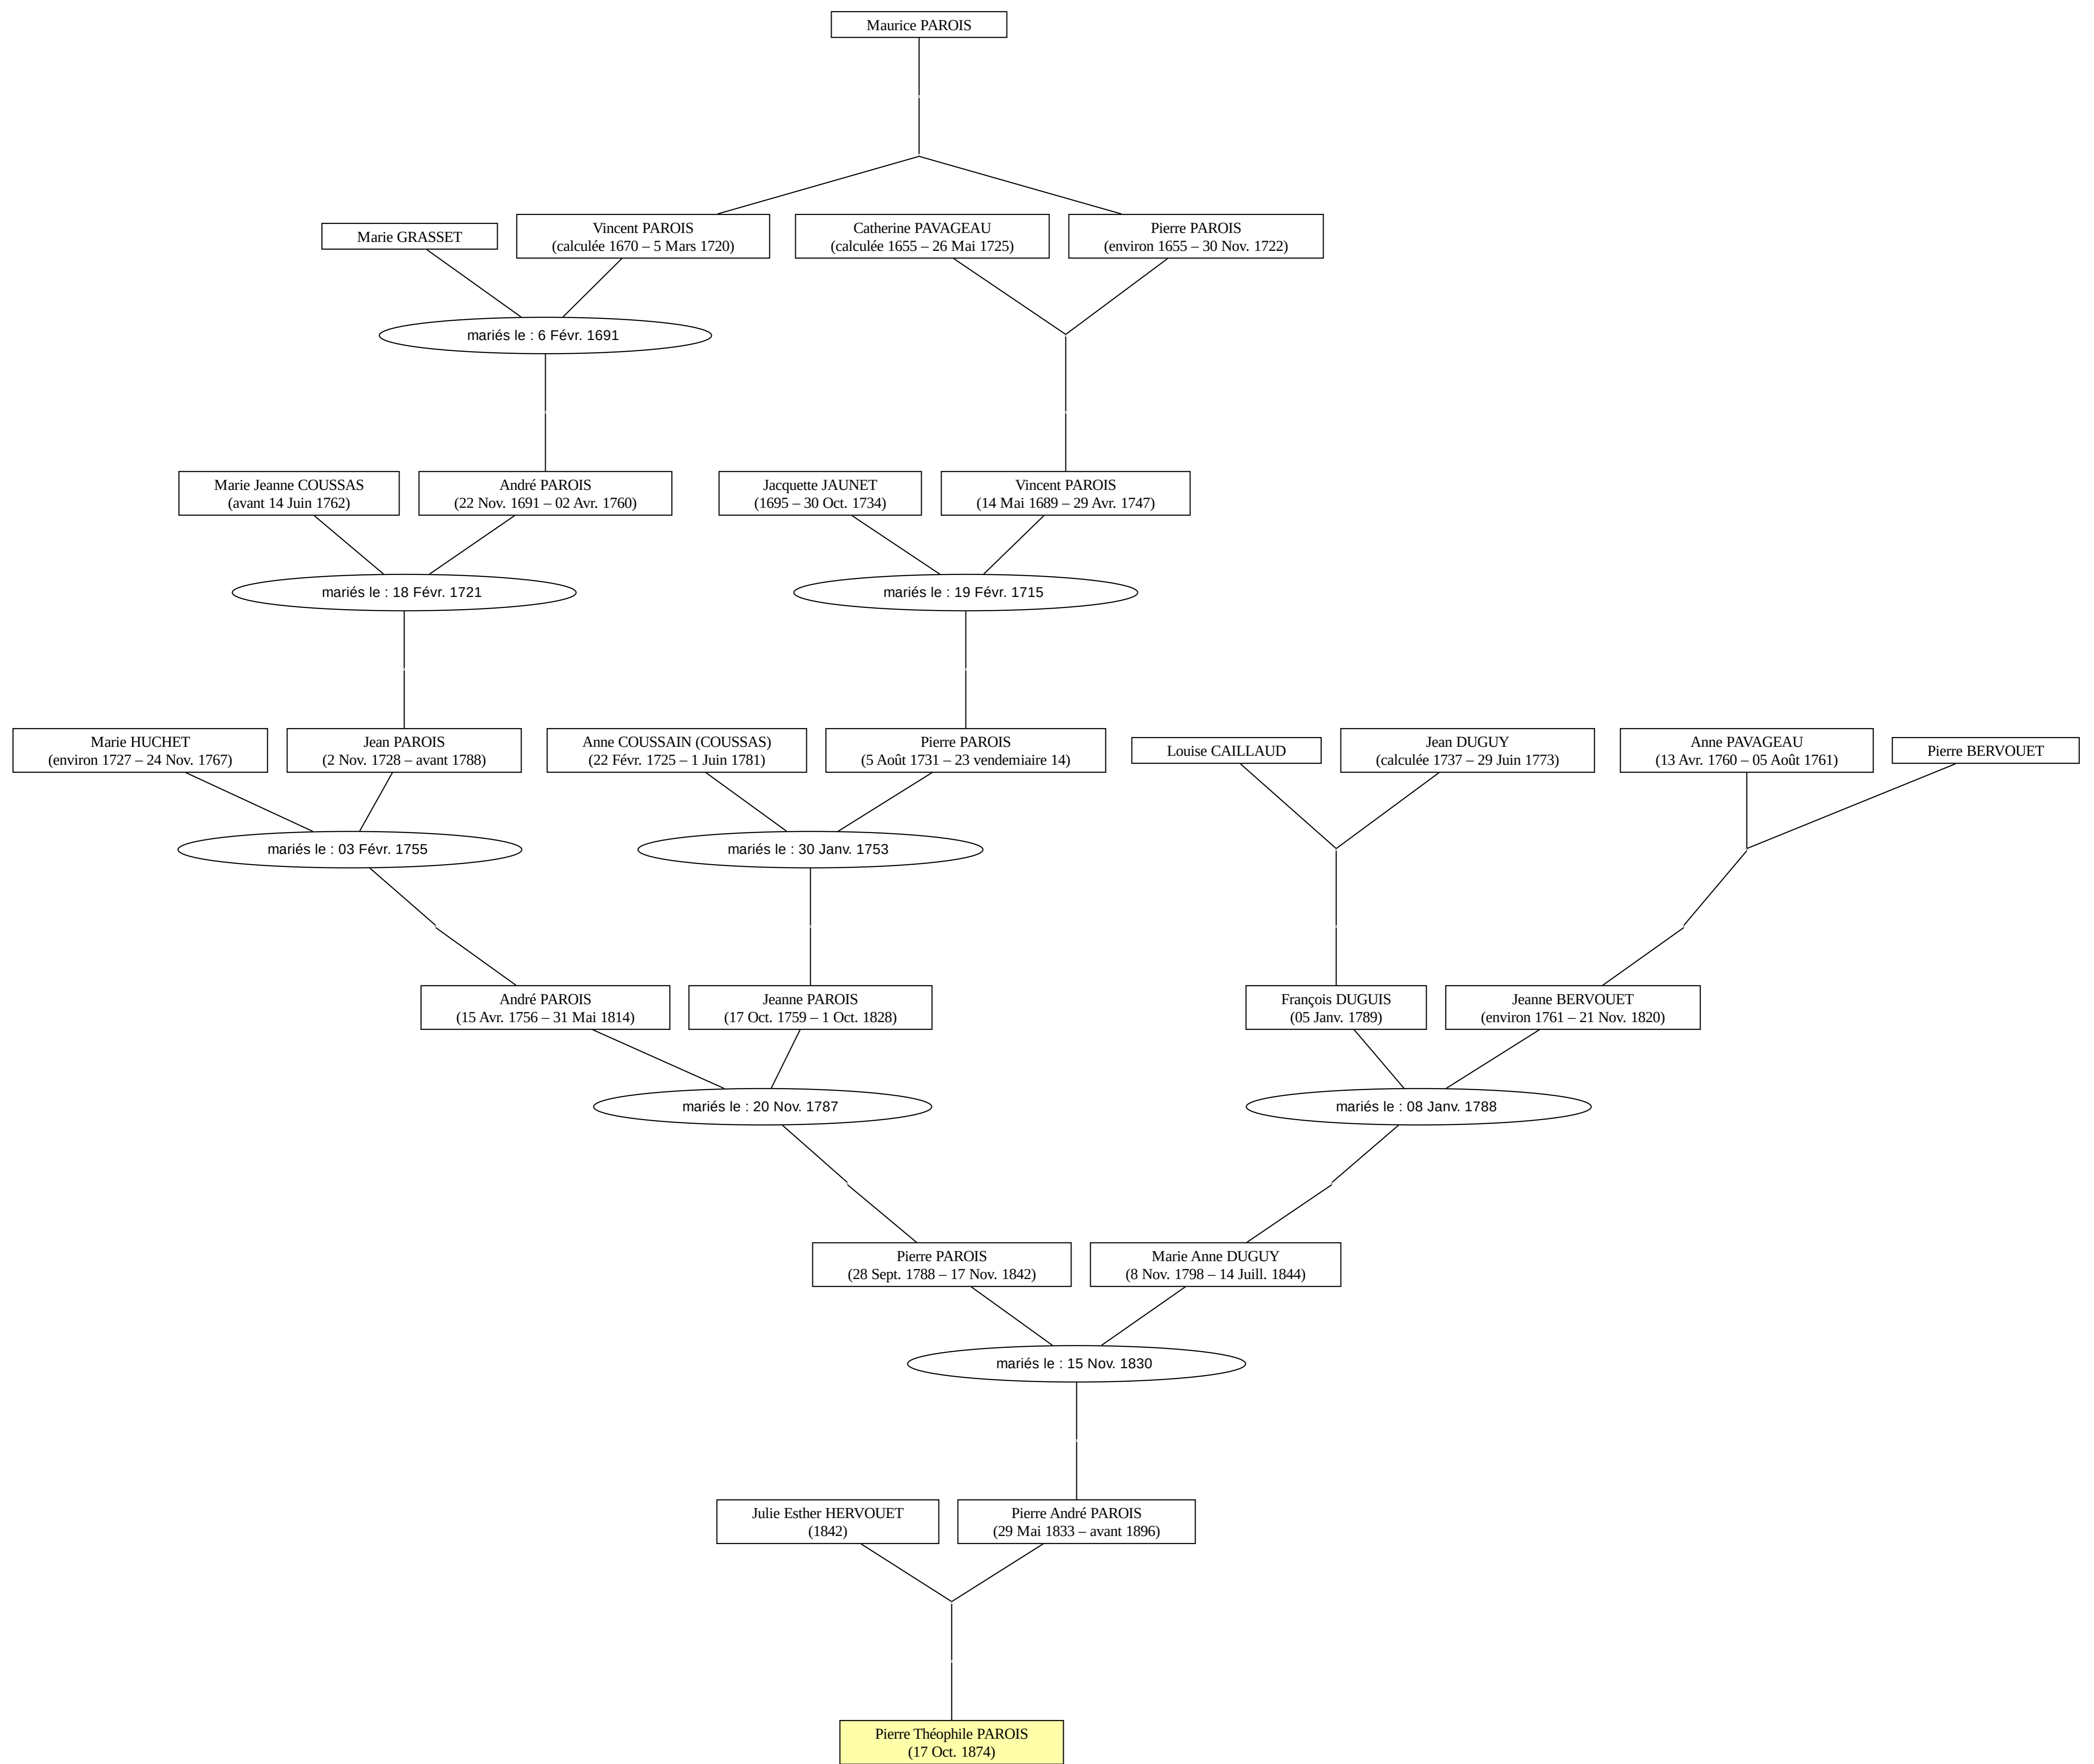 Maurice PAROIS
Marie GRASSET
Vincent PAROIS
(calculée 1670 – 5 Mars 1720)
Catherine PAVAGEAU
(calculée 1655 – 26 Mai 1725)
Pierre PAROIS
(environ 1655 – 30 Nov. 1722)
mariés le : 6 Févr. 1691
Marie Jeanne COUSSAS
(avant 14 Juin 1762)
André PAROIS
(22 Nov. 1691 – 02 Avr. 1760)
Jacquette JAUNET
(1695 – 30 Oct. 1734)
Vincent PAROIS
(14 Mai 1689 – 29 Avr. 1747)
mariés le : 18 Févr. 1721
mariés le : 19 Févr. 1715
Marie HUCHET
(environ 1727 – 24 Nov. 1767)
Jean PAROIS
(2 Nov. 1728 – avant 1788)
Anne COUSSAIN (COUSSAS)
(22 Févr. 1725 – 1 Juin 1781)
Pierre PAROIS
(5 Août 1731 – 23 vendemiaire 14)
Louise CAILLAUD
Jean DUGUY
(calculée 1737 – 29 Juin 1773)
Anne PAVAGEAU
(13 Avr. 1760 – 05 Août 1761)
Pierre BERVOUET
mariés le : 03 Févr. 1755
mariés le : 30 Janv. 1753
André PAROIS
(15 Avr. 1756 – 31 Mai 1814)
Jeanne PAROIS
(17 Oct. 1759 – 1 Oct. 1828)
François DUGUIS
(05 Janv. 1789)
Jeanne BERVOUET
(environ 1761 – 21 Nov. 1820)
mariés le : 20 Nov. 1787
mariés le : 08 Janv. 1788
Pierre PAROIS
(28 Sept. 1788 – 17 Nov. 1842)
Marie Anne DUGUY
(8 Nov. 1798 – 14 Juill. 1844)
mariés le : 15 Nov. 1830
Julie Esther HERVOUET
(1842)
Pierre André PAROIS
(29 Mai 1833 – avant 1896)
Pierre Théophile PAROIS
(17 Oct. 1874)